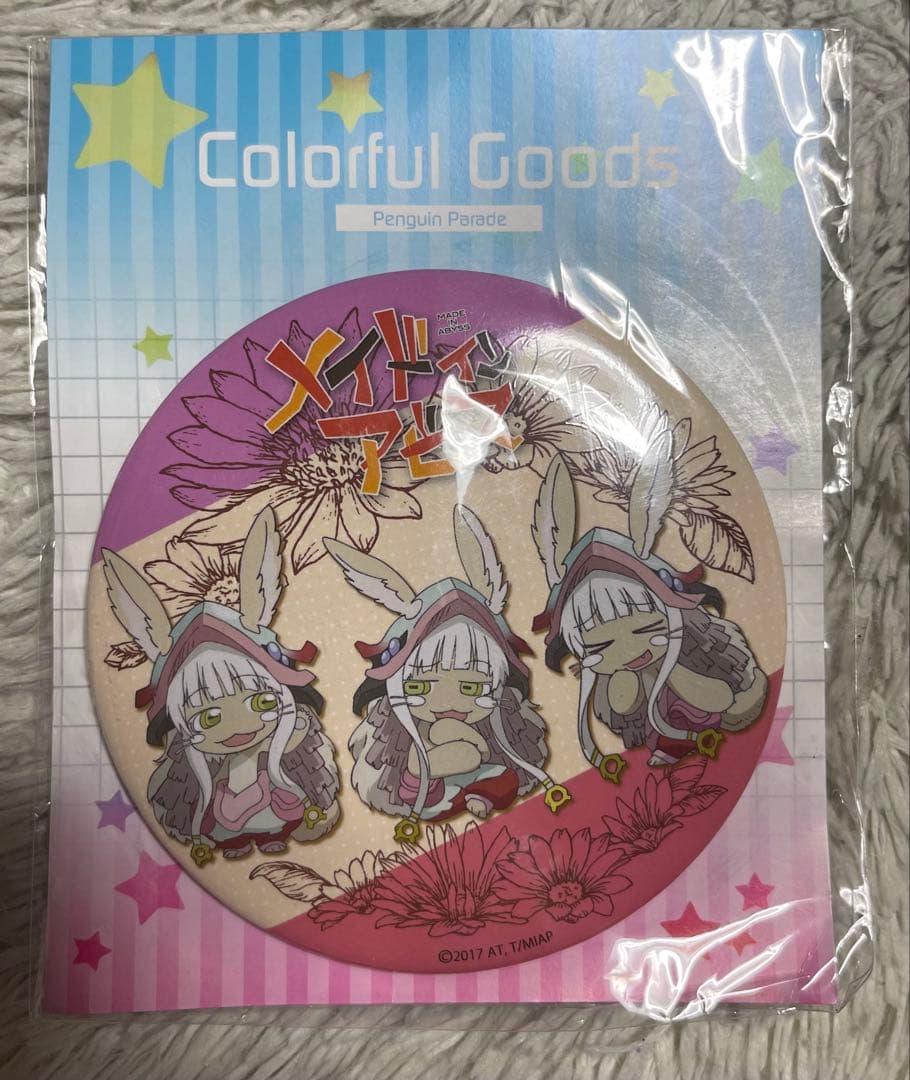 Colorful Goods
Penguin Parade
MADE
IN
ABYSS
メイドイン
アビス
©2017 AT, T/MIAP